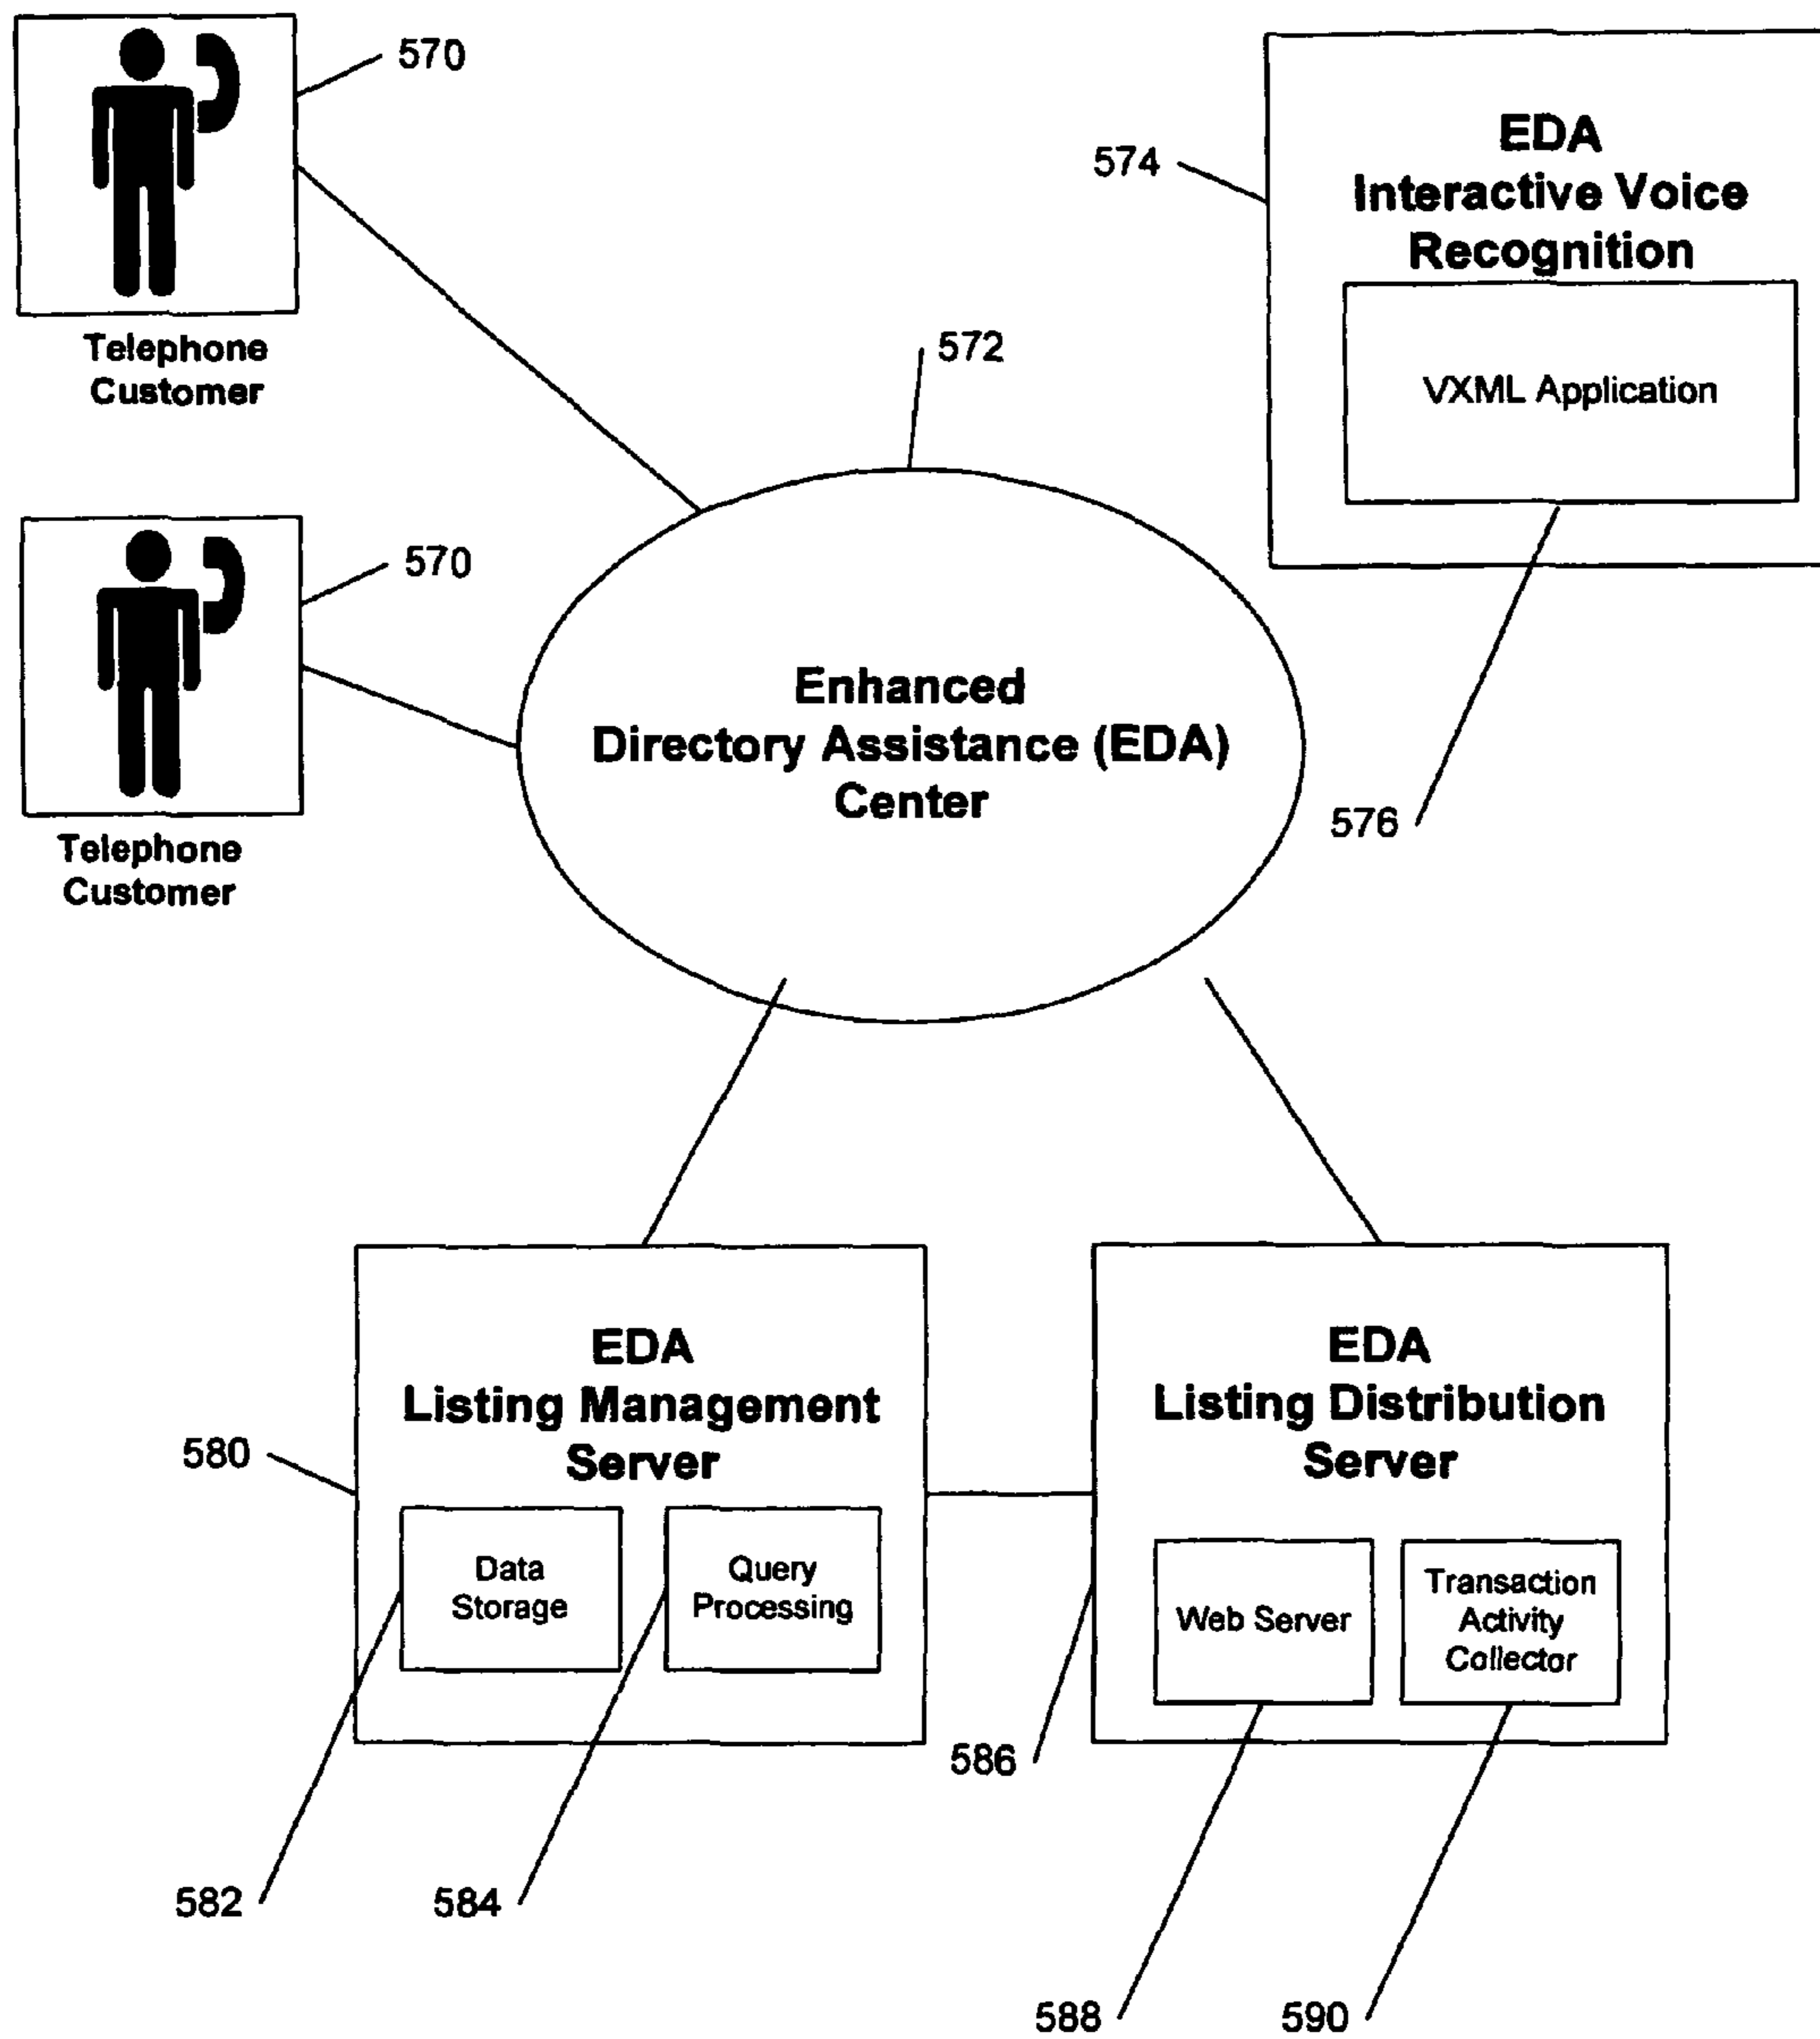 570
Telephone
Customer
570
Telephone
Customer
572
Enhanced
Directory Assistance (EDA)
Center
574
EDA
Interactive Voice
Recognition
VXML Application
576
580
EDA
Listing Management
Server
Data
Storage
Query
Processing
582
584
586
EDA
Listing Distribution
Server
Web Server
Transaction
Activity
Collector
588
590